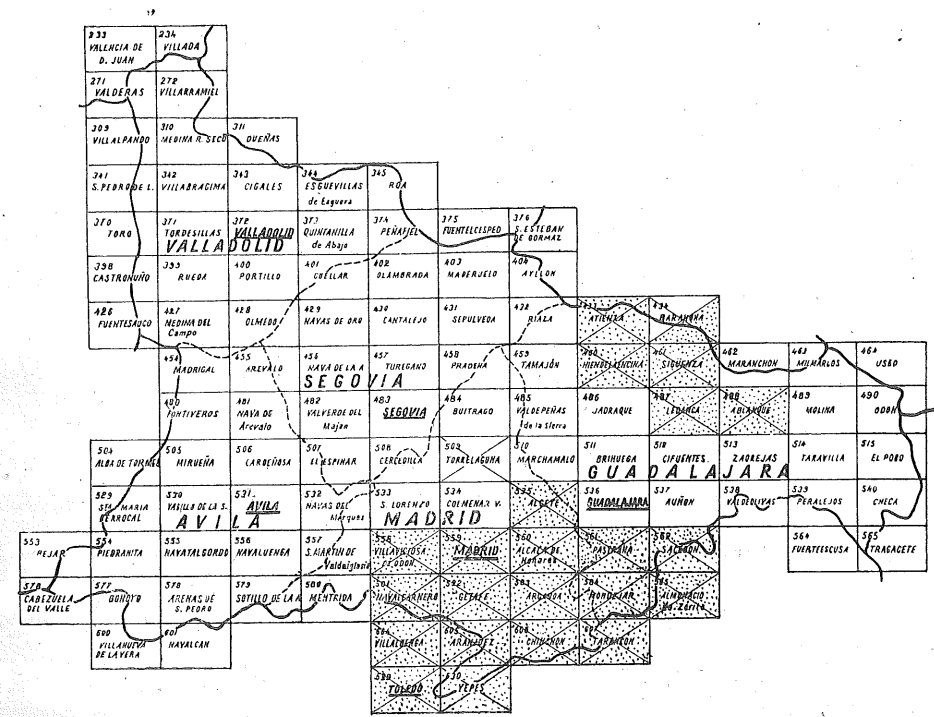 233
VALENCIA DE
D. JUAN
234
VILLADA
271
VALDERAS
272
VILLARRAMIEL
309
VILLALPANDO
310
MEDINA R. SECO
311
DUEÑAS
341
S. PEDRO DE L.
342
VILLABRAGIMA
343
CIGALES
344
ESGUEVILLAS
de Esgueva
345
ROA
370
TORO
371
TORDESILLAS
372
VALLADOLID
373
QUINTANILLA
de Abajo
374
PEÑAFIEL
375
FUENTELCESPED
376
S. ESTEBAN
DE GORMAZ
VALLADOLID
398
CASTRONUÑO
399
RUEDA
400
PORTILLO
401
CUELLAR
402
OLAMBRADA
403
MADERUELO
404
AYLLON
426
FUENTESAUCO
427
MEDINA DEL
Campo
428
OLMEDO
429
NAVAS DE ORO
430
CANTALEJO
431
SEPULVEDA
432
RIAZA
433
ATIENZA
434
BARAHONA
454
MADRIGAL
455
AREVALO
456
NAVA DE LA A
457
TUREGANO
458
PRADENA
459
TAMAJÓN
460
HIENDELAENCINA
461
SIGÜENZA
462
MARANCHON
463
MILMARCOS
464
USED
SEGOVIA
480
FONTIVEROS
481
NAVA DE
Arevalo
482
VALVERDE DEL
Majan
483
SEGOVIA
484
BUITRAGO
485
VALDEPEÑAS
de la Sierra
486
JADRAQUE
487
LEDANCA
488
ABLANQUE
489
MOLINA
490
ODON
504
ALBA DE TORMES
505
MIRUEÑA
506
CARDEÑOSA
507
EL ESPINAR
508
CERCEDILLA
509
TORRELAGUNA
510
MARCHAMALO
511
BRIHUEGA
512
CIFUENTES
513
ZAOREJAS
514
TARAVILLA
515
EL POBO
GUADALAJARA
529
Sta MARIA
BERROCAL
530
VADILLO DE LA S.
531
AVILA
532
NAVAS DEL
Marques
533
S. LORENZO
534
COLMENAR V.
535
ALGETE
536
GUADALAJARA
537
AUÑON
538
VALDEOLIVAS
539
PERALEJOS
540
CHECA
AVILA
MADRID
553
BEJAR
554
PIEDRAHITA
555
NAVATALGORDO
556
NAVALUENGA
557
S. MARTIN DE
Valdeiglesia
558
VILLAVICIOSA
DE ODON
559
MADRID
560
ALCALA DE
Henares
561
PASTRANA
562
SACEDON
564
FUERTEESCUSA
565
TRAGACETE
576
CABEZUELA
DEL VALLE
577
BOHOYO
578
ARENAS DE
S. PEDRO
579
SOTILLO DE LA A
580
MENTRIDA
581
NAVALCARNERO
582
GETAFE
583
ARGANDA
584
MONDEJAR
585
ALMONACID
600
VILLANUEVA
DE LA VERA
601
NAVALCAN
604
VILLALUENGA
605
ARANJUEZ
606
CHINCHON
607
TARANCON
629
TOLEDO
630
YEPES